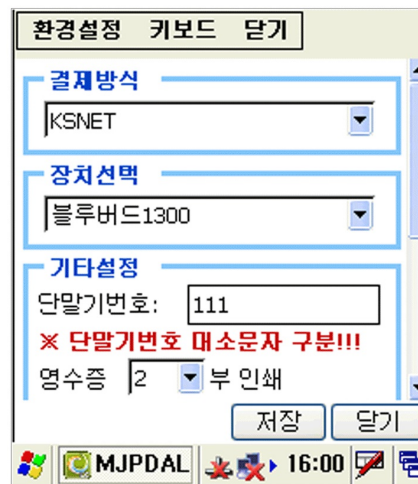 환경설정 키보드 닫기
결제방식
KSNET
장치선택
블루버드1300
기타설정
단말기번호: 111
※ 단말기번호 대소문자 구분!!!
영수증 2 부 인쇄
저장 닫기
MJPDAL 16:00